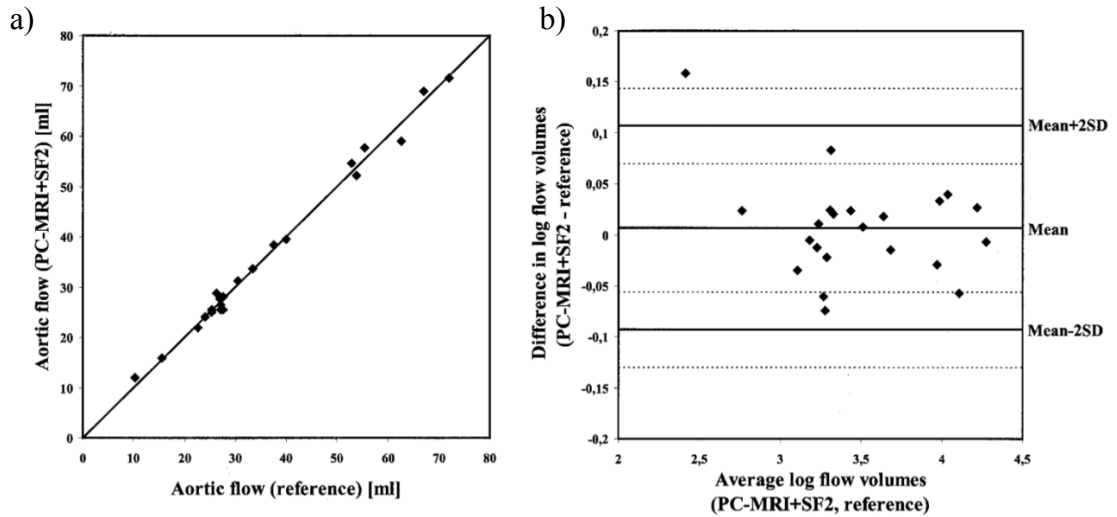 a)
Aortic flow (PC-MRI+SF2) [ml]
80
70
60
50
40
30
20
10
0
0 10 20 30 40 50 60 70 80
Aortic flow (reference) [ml]
b)
Difference in log flow volumes
(PC-MRI+SF2 - reference)
0,2
0,15
0,1
0,05
0
-0,05
-0,1
-0,15
-0,2
Mean+2SD
Mean
Mean-2SD
2 2,5 3 3,5 4 4,5
Average log flow volumes
(PC-MRI+SF2, reference)